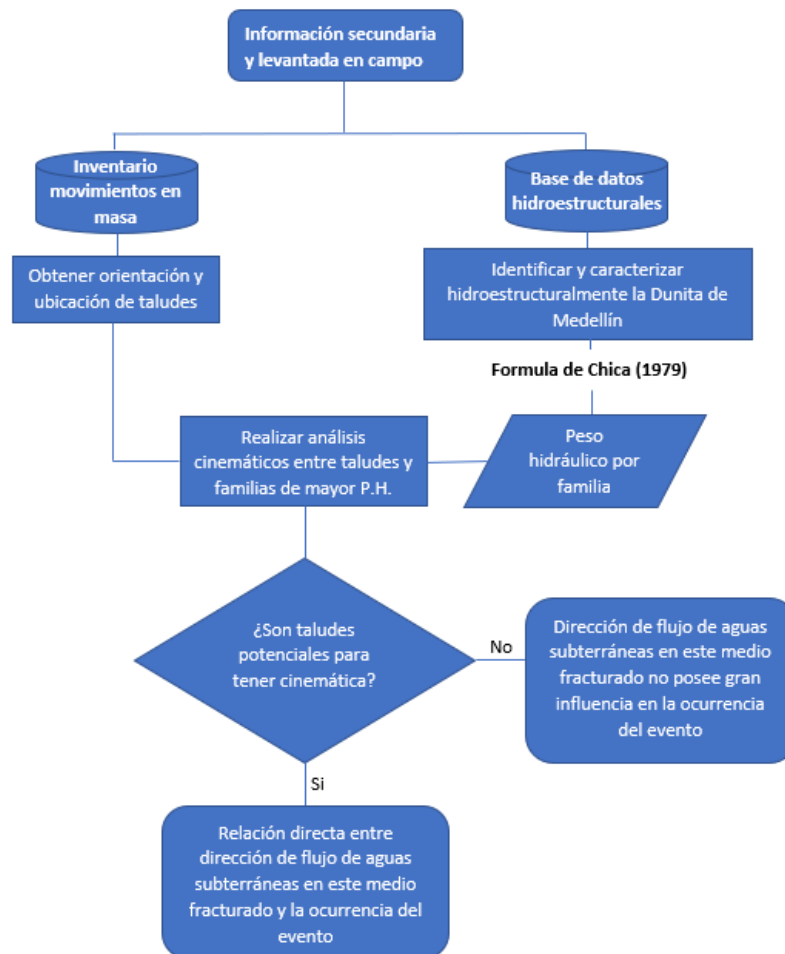 Información secundaria
y levantada en campo
Inventario
movimientos en
masa
Base de datos
hidroestructurales
Obtener orientación y
ubicación de taludes
Identificar y caracterizar
hidroestructuralmente la Dunita de
Medellín
Formula de Chica (1979)
Realizar análisis
cinemáticos entre taludes y
familias de mayor P.H.
Peso
hidráulico por
familia
¿Son taludes
potenciales para
tener cinemática?
No
Dirección de flujo de aguas
subterráneas en este medio
fracturado no posee gran
influencia en la ocurrencia
del evento
Si
Relación directa entre
dirección de flujo de aguas
subterráneas en este medio
fracturado y la ocurrencia del
evento